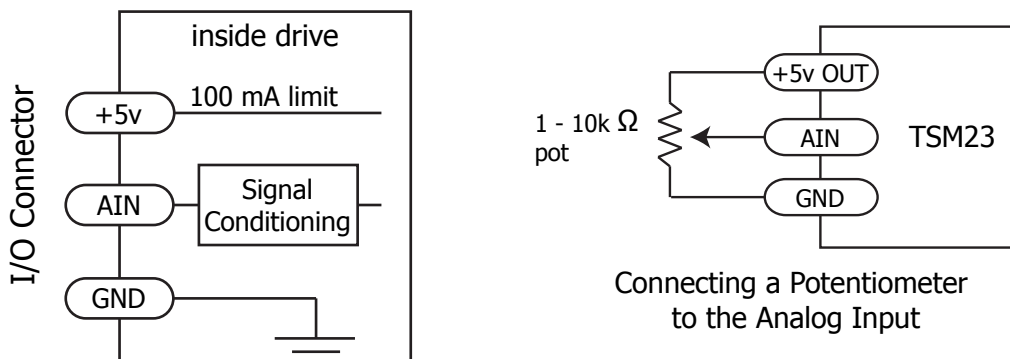 inside drive
I/O Connector
+5v
100 mA limit
AIN
Signal
Conditioning
GND
+5v OUT
1 - 10k Ω
pot
AIN
TSM23
GND
Connecting a Potentiometer
to the Analog Input